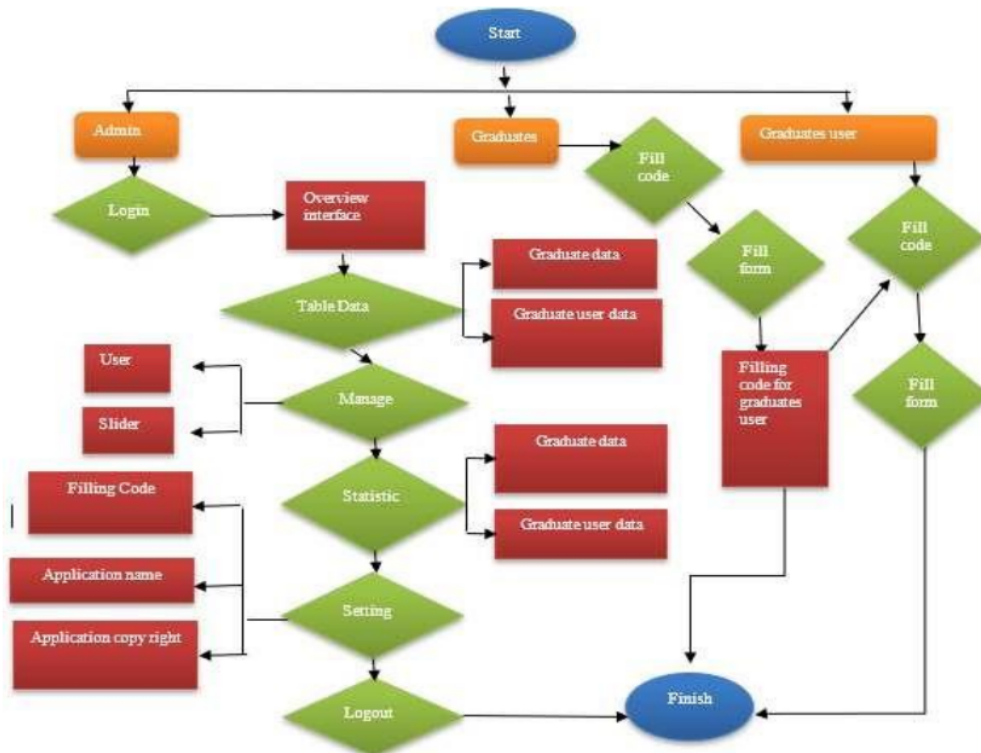 Start
Admin
Graduates
Graduates user
Fill
code
Login
Overview
interface
Fill
code
Fill
form
Graduate data
Table Data
Graduate user data
User
Manage
Slider
Filling
code for
graduates
user
Fill
form
Graduate data
Filling Code
Statistic
Graduate user data
Application name
Setting
Application copy right
Logout
Finish